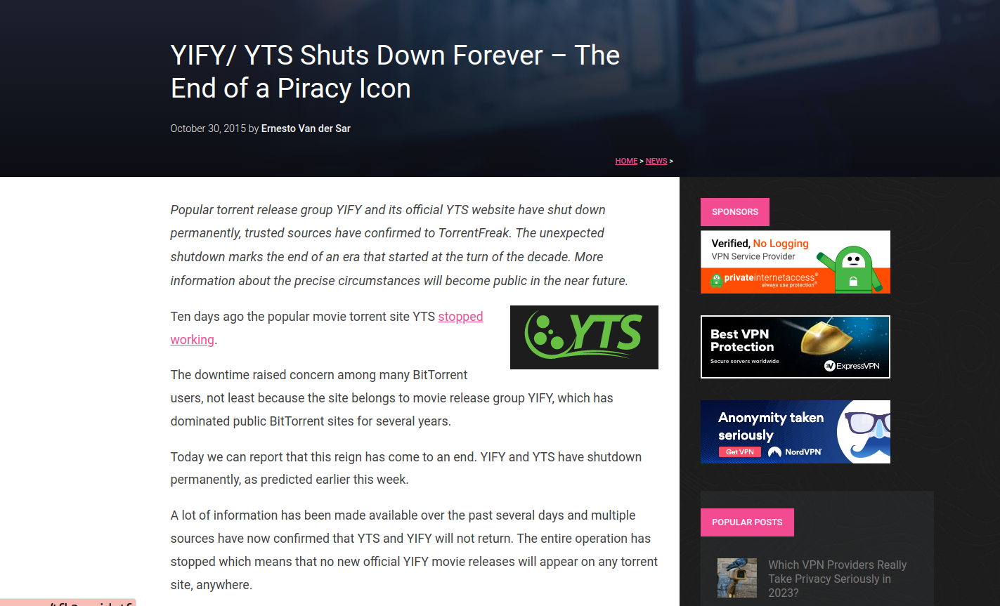 YIFY/ YTS Shuts Down Forever – The
End of a Piracy Icon
October 30, 2015 by Ernesto Van der Sar
HOME > NEWS >
Popular torrent release group YIFY and its official YTS website have shut down
permanently, trusted sources have confirmed to TorrentFreak. The unexpected
shutdown marks the end of an era that started at the turn of the decade. More
information about the precise circumstances will become public in the near future.
Ten days ago the popular movie torrent site YTS stopped
working.
YTS
The downtime raised concern among many BitTorrent
users, not least because the site belongs to movie release group YIFY, which has
dominated public BitTorrent sites for several years.
Today we can report that this reign has come to an end. YIFY and YTS have shutdown
permanently, as predicted earlier this week.
A lot of information has been made available over the past several days and multiple
sources have now confirmed that YTS and YIFY will not return. The entire operation has
stopped which means that no new official YIFY movie releases will appear on any torrent
site, anywhere.
SPONSORS
Verified, No Logging
VPN Service Provider
privateinternetaccess®
always use protection®
Best VPN
Protection
Secure servers worldwide
ExpressVPN
Anonymity taken
seriously
Get VPN
NordVPN®
POPULAR POSTS
Which VPN Providers Really
Take Privacy Seriously in
2023?